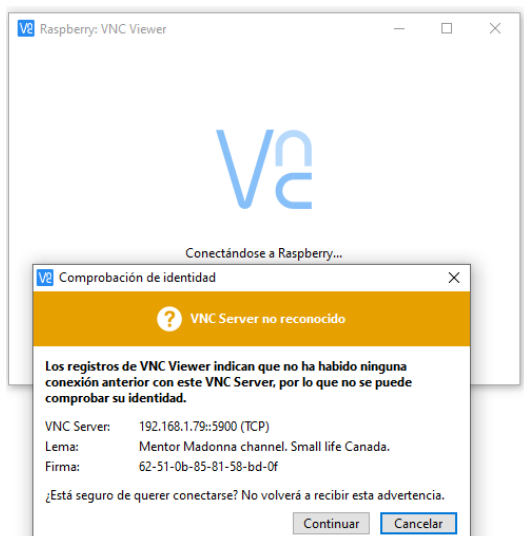 Raspberry: VNC Viewer
Conectándose a Raspberry...
Comprobación de identidad
VNC Server no reconocido
Los registros de VNC Viewer indican que no ha habido ninguna
conexión anterior con este VNC Server, por lo que no se puede
comprobar su identidad.
VNC Server: 192.168.1.79::5900 (TCP)
Lema: Mentor Madonna channel. Small life Canada.
Firma: 62-51-0b-85-81-58-bd-0f
¿Está seguro de querer conectarse? No volverá a recibir esta advertencia.
Continuar Cancelar